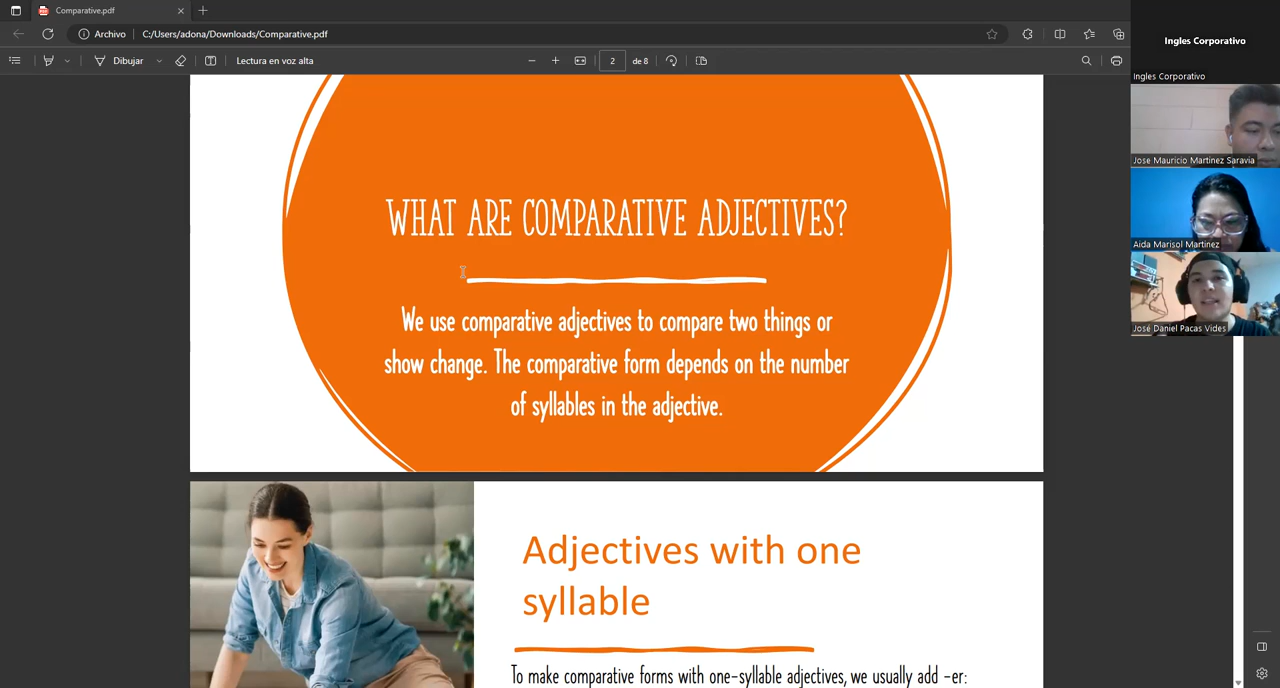 Comparative.pdf
Archivo
C:/Users/adona/Downloads/Comparative.pdf
Dibujar
Lectura en voz alta
2
de 8
WHAT ARE COMPARATIVE ADJECTIVES?
We use comparative adjectives to compare two things or
show change. The comparative form depends on the number
of syllables in the adjective.
Adjectives with one
syllable
To make comparative forms with one-syllable adjectives, we usually add -er:
Ingles Corporativo
Ingles Corporativo
Jose Mauricio Martinez Saravia
Aida Marisol Martinez
José Daniel Pacas Vides